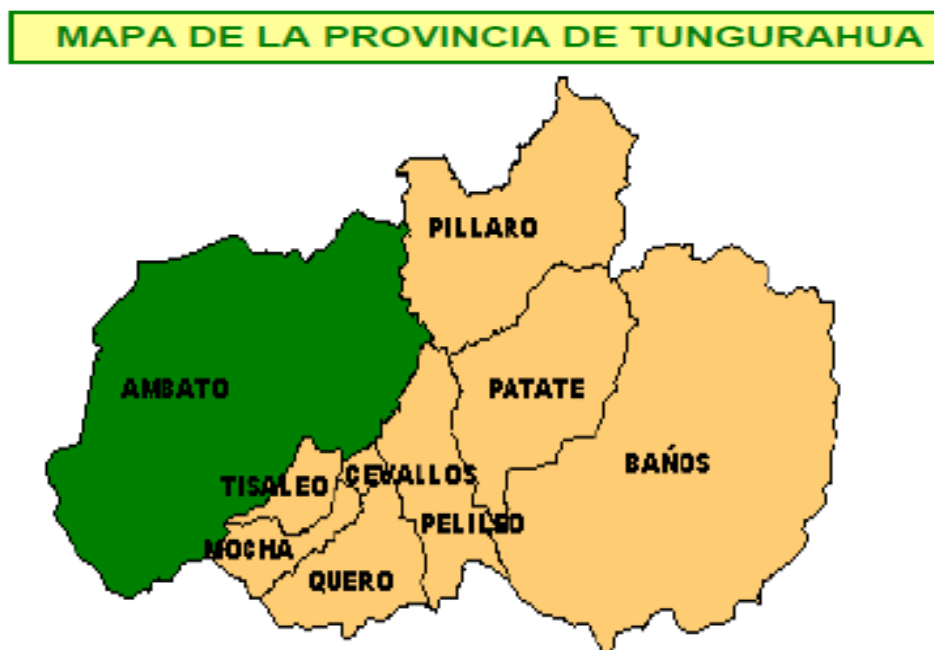 MAPA DE LA PROVINCIA DE TUNGURAHUA
PILLARO
AMBATO
PATATE
BAÑOS
TISALEO
CEVALLOS
PELILEO
MOCHA
QUERO